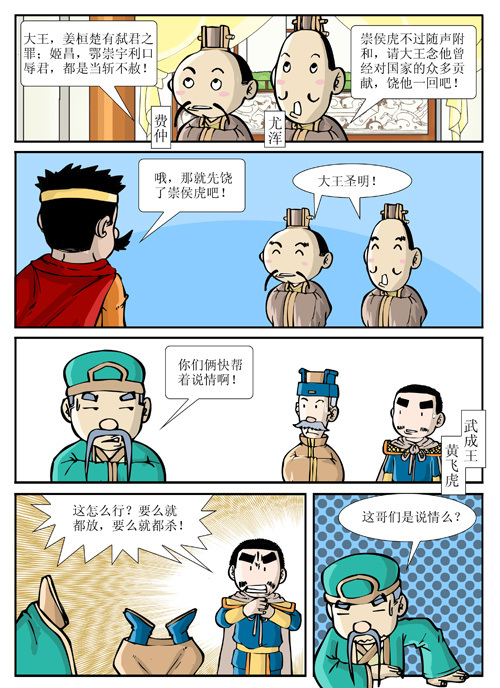 大王，姜桓楚有弑君之
罪；姬昌，鄂崇宇利口
辱君，都是当斩不赦！
崇侯虎不过随声附
和，请大王念他曾
经对国家的众多贡
献，饶他一回吧！
费仲
尤浑
哦，那就先饶
了崇侯虎吧！
大王圣明！
你们俩快帮
着说情啊！
武成王
黄飞虎
这怎么行？要么就
都放，要么就都杀！
这哥们是说情么？